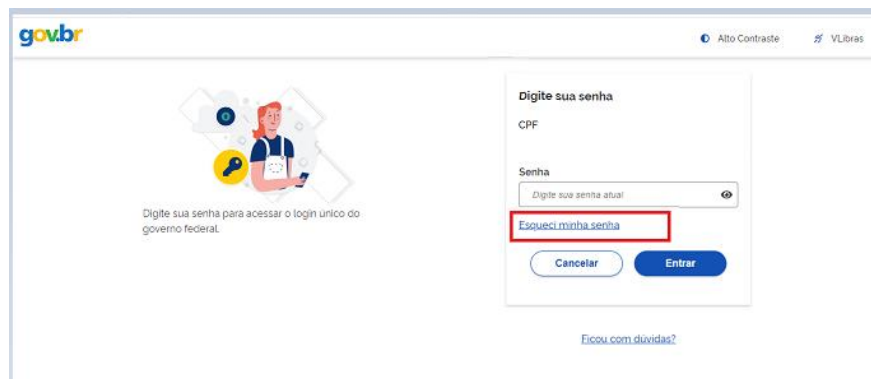 gov.br
Alto Contraste
VLibras
Digite sua senha para acessar o login único do
governo federal.
Digite sua senha
CPF
Senha
Digite sua senha atual
Esqueci minha senha
Cancelar
Entrar
Ficou com dúvidas?